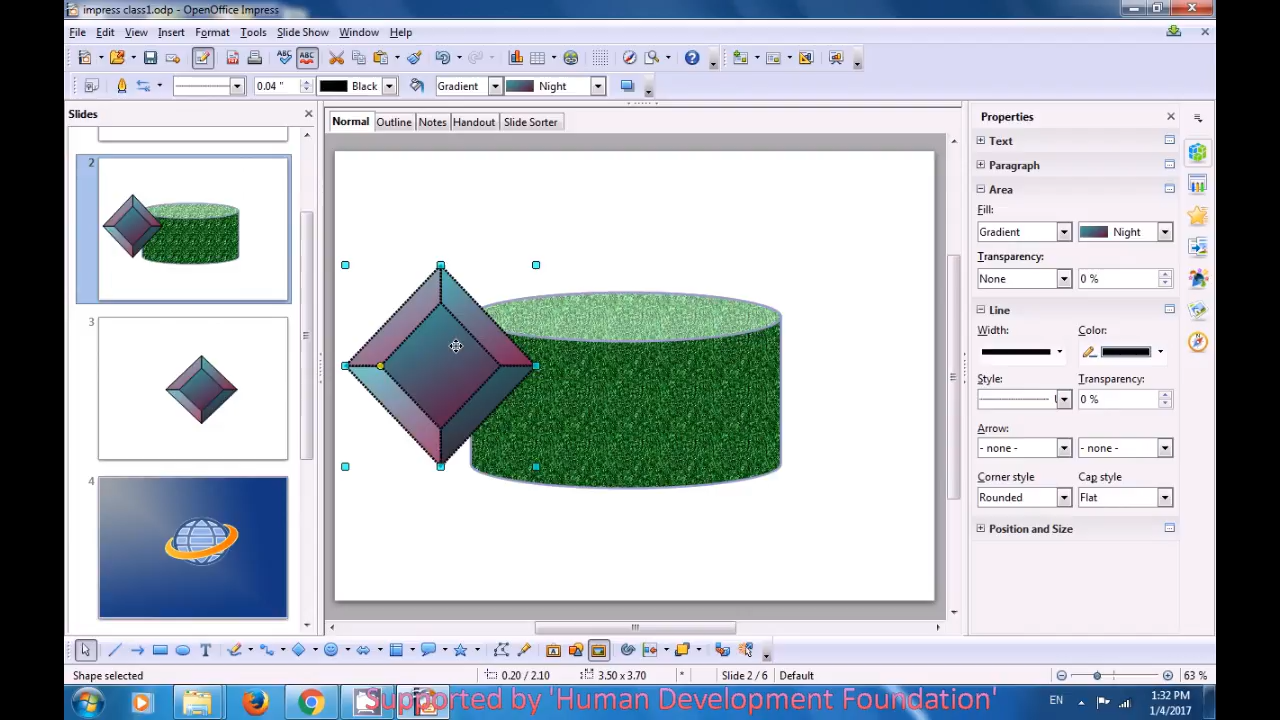 impress class1.odp - OpenOffice Impress
File Edit View Insert Format Tools Slide Show Window Help
0.04 " Black Gradient Night
Slides
Normal Outline Notes Handout Slide Sorter
2
3
4
Properties
Text
Paragraph
Area
Fill:
Gradient Night
Transparency:
None 0 %
Line
Width: Color:
Style: Transparency:
0 %
Arrow:
- none - - none -
Corner style Cap style
Rounded Flat
Position and Size
Shape selected 0.20 / 2.10 3.50 x 3.70 * Slide 2 / 6 Default 63 %
EN 1:32 PM
1/4/2017
Supported by 'Human Development Foundation'